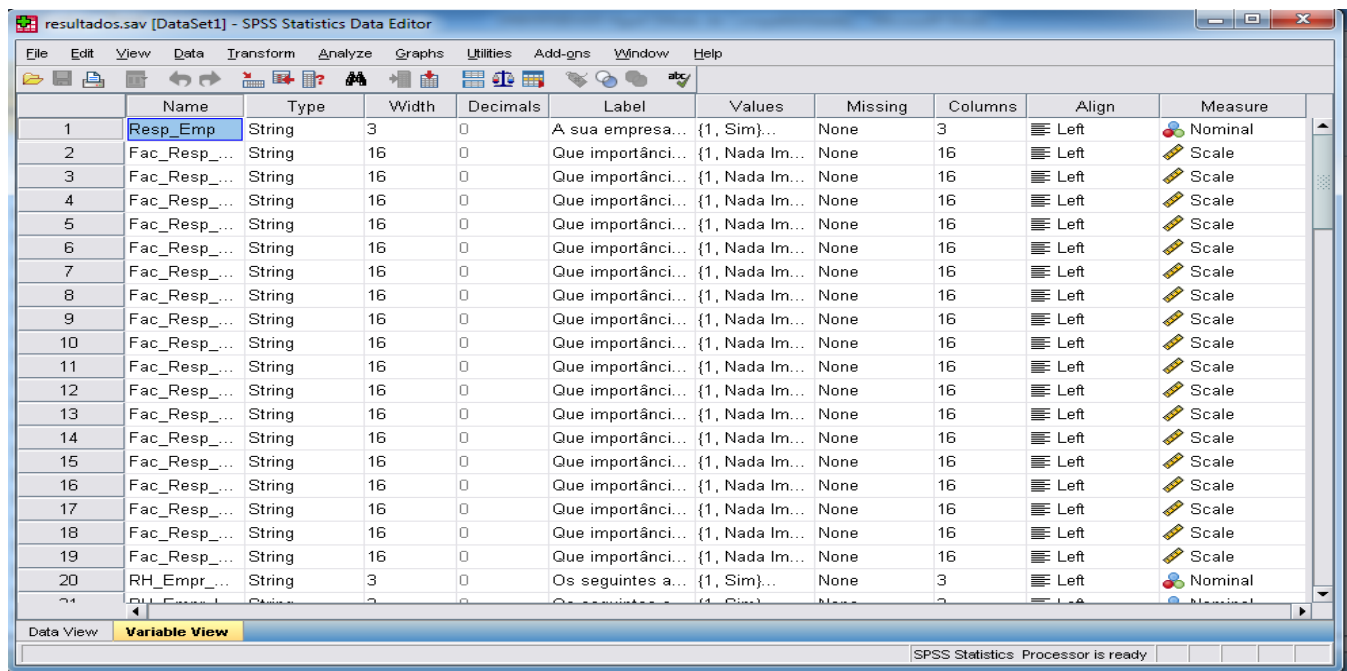 resultados.sav [DataSet1] - SPSS Statistics Data Editor
File Edit View Data Transform Analyze Graphs Utilities Add-ons Window Help
Name Type Width Decimals Label Values Missing Columns Align Measure
1 Resp_Emp String 3 0 A sua empresa... {1, Sim}... None 3 Left Nominal
2 Fac_Resp_... String 16 0 Que importânci... {1, Nada Im... None 16 Left Scale
3 Fac_Resp_... String 16 0 Que importânci... {1, Nada Im... None 16 Left Scale
4 Fac_Resp_... String 16 0 Que importânci... {1, Nada Im... None 16 Left Scale
5 Fac_Resp_... String 16 0 Que importânci... {1, Nada Im... None 16 Left Scale
6 Fac_Resp_... String 16 0 Que importânci... {1, Nada Im... None 16 Left Scale
7 Fac_Resp_... String 16 0 Que importânci... {1, Nada Im... None 16 Left Scale
8 Fac_Resp_... String 16 0 Que importânci... {1, Nada Im... None 16 Left Scale
9 Fac_Resp_... String 16 0 Que importânci... {1, Nada Im... None 16 Left Scale
10 Fac_Resp_... String 16 0 Que importânci... {1, Nada Im... None 16 Left Scale
11 Fac_Resp_... String 16 0 Que importânci... {1, Nada Im... None 16 Left Scale
12 Fac_Resp_... String 16 0 Que importânci... {1, Nada Im... None 16 Left Scale
13 Fac_Resp_... String 16 0 Que importânci... {1, Nada Im... None 16 Left Scale
14 Fac_Resp_... String 16 0 Que importânci... {1, Nada Im... None 16 Left Scale
15 Fac_Resp_... String 16 0 Que importânci... {1, Nada Im... None 16 Left Scale
16 Fac_Resp_... String 16 0 Que importânci... {1, Nada Im... None 16 Left Scale
17 Fac_Resp_... String 16 0 Que importânci... {1, Nada Im... None 16 Left Scale
18 Fac_Resp_... String 16 0 Que importânci... {1, Nada Im... None 16 Left Scale
19 Fac_Resp_... String 16 0 Que importânci... {1, Nada Im... None 16 Left Scale
20 RH_Empr_... String 3 0 Os seguintes a... {1, Sim}... None 3 Left Nominal
Data View Variable View
SPSS Statistics Processor is ready